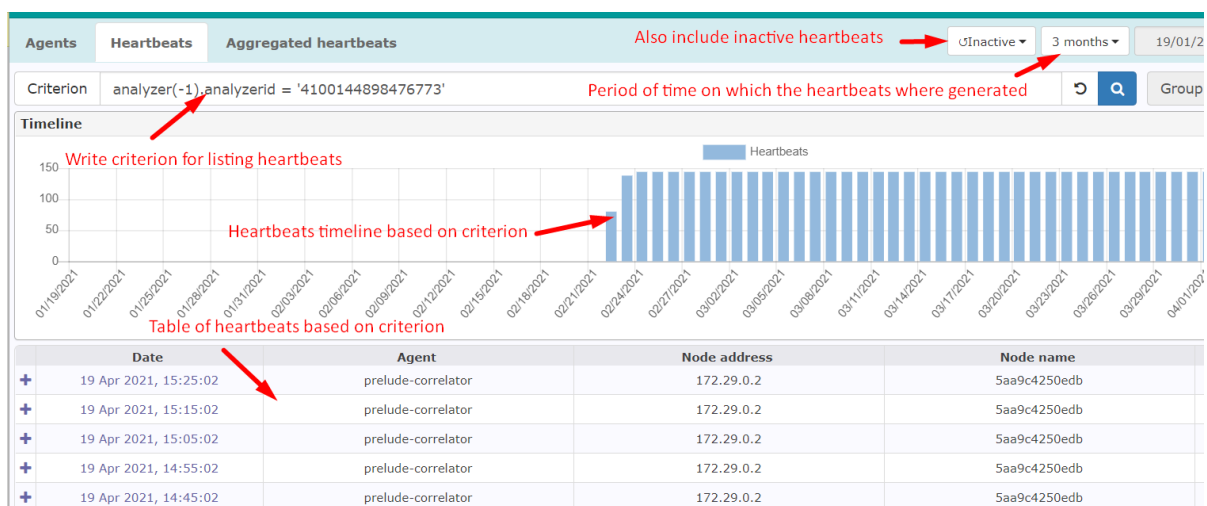 Agents Heartbeats Aggregated heartbeats Also include inactive heartbeats ↺Inactive 3 months 19/01/2
Criterion analyzer(-1).analyzerid = '4100144898476773' Period of time on which the heartbeats where generated Group
Timeline
Heartbeats
Write criterion for listing heartbeats
150
100
50
0
Heartbeats timeline based on criterion
01/19/2021 01/22/2021 01/25/2021 01/28/2021 01/31/2021 02/03/2021 02/06/2021 02/09/2021 02/12/2021 02/15/2021 02/18/2021 02/21/2021 02/24/2021 02/27/2021 03/02/2021 03/05/2021 03/08/2021 03/11/2021 03/14/2021 03/17/2021 03/20/2021 03/23/2021 03/26/2021 03/29/2021 04/01/202
Table of heartbeats based on criterion
Date Agent Node address Node name
+ 19 Apr 2021, 15:25:02 prelude-correlator 172.29.0.2 5aa9c4250edb
+ 19 Apr 2021, 15:15:02 prelude-correlator 172.29.0.2 5aa9c4250edb
+ 19 Apr 2021, 15:05:02 prelude-correlator 172.29.0.2 5aa9c4250edb
+ 19 Apr 2021, 14:55:02 prelude-correlator 172.29.0.2 5aa9c4250edb
+ 19 Apr 2021, 14:45:02 prelude-correlator 172.29.0.2 5aa9c4250edb